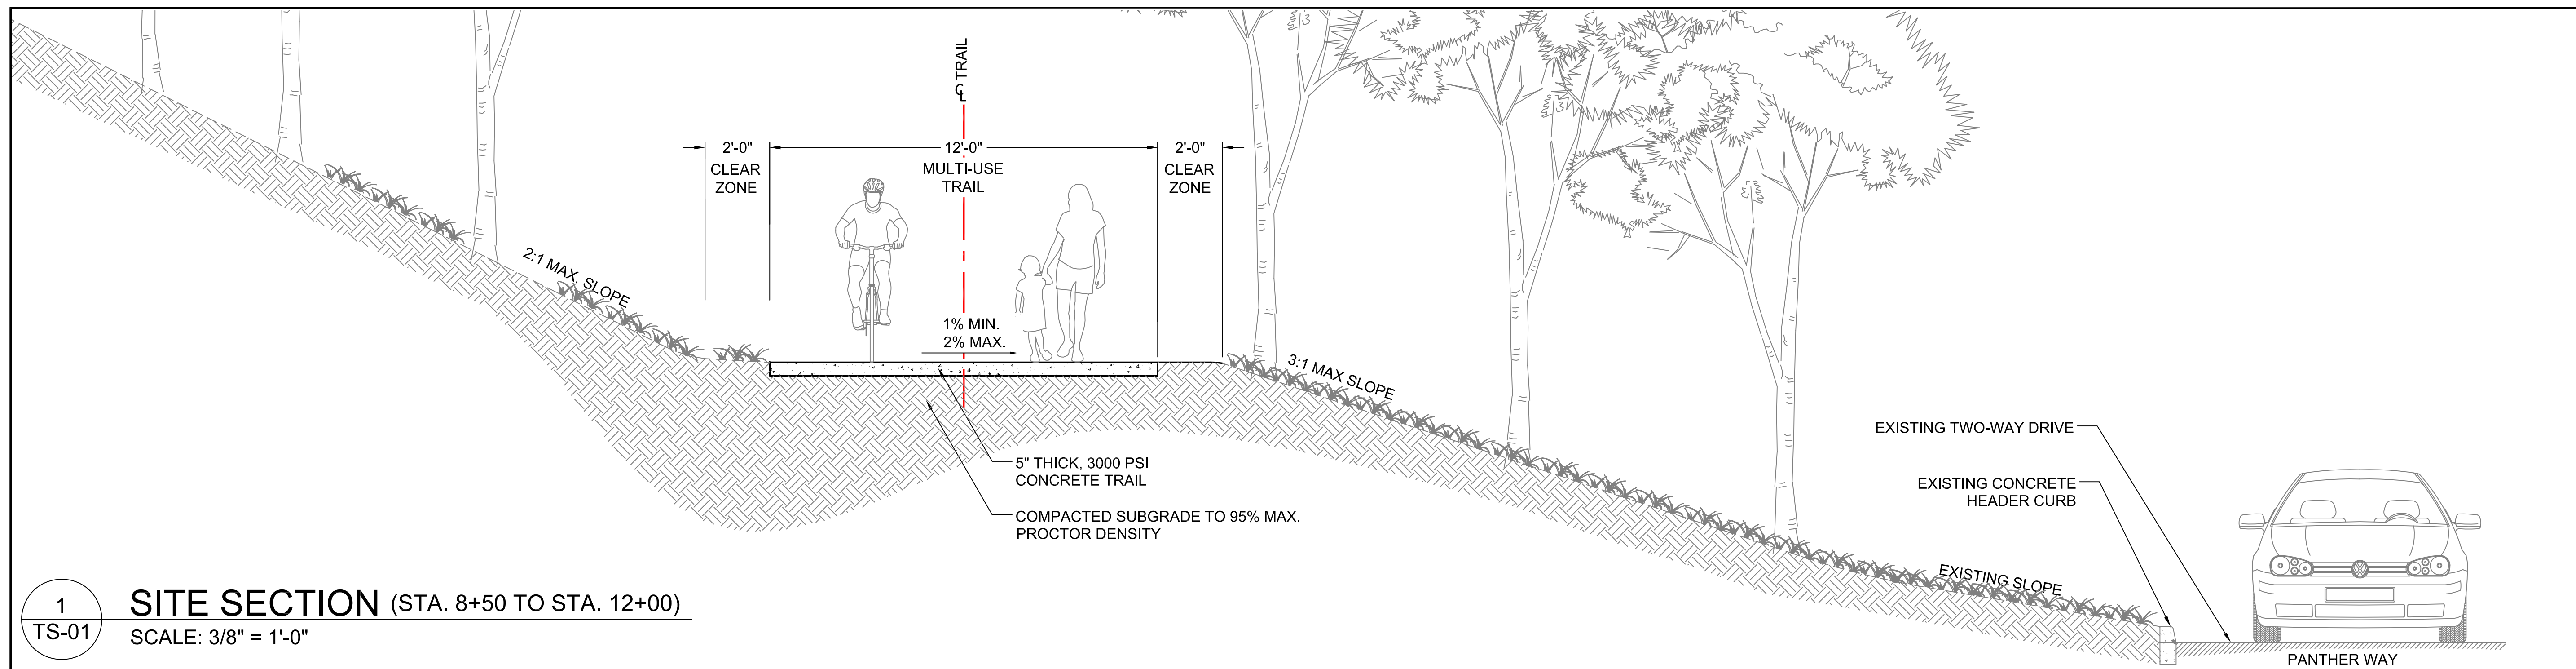 ℄ TRAIL
2'-0"
12'-0"
2'-0"
CLEAR
ZONE
MULTI-USE
TRAIL
CLEAR
ZONE
2:1 MAX. SLOPE
1% MIN.
2% MAX.
3:1 MAX SLOPE
5" THICK, 3000 PSI
CONCRETE TRAIL
COMPACTED SUBGRADE TO 95% MAX.
PROCTOR DENSITY
EXISTING TWO-WAY DRIVE
EXISTING CONCRETE
HEADER CURB
EXISTING SLOPE
PANTHER WAY
1
TS-01
SITE SECTION (STA. 8+50 TO STA. 12+00)
SCALE: 3/8" = 1'-0"